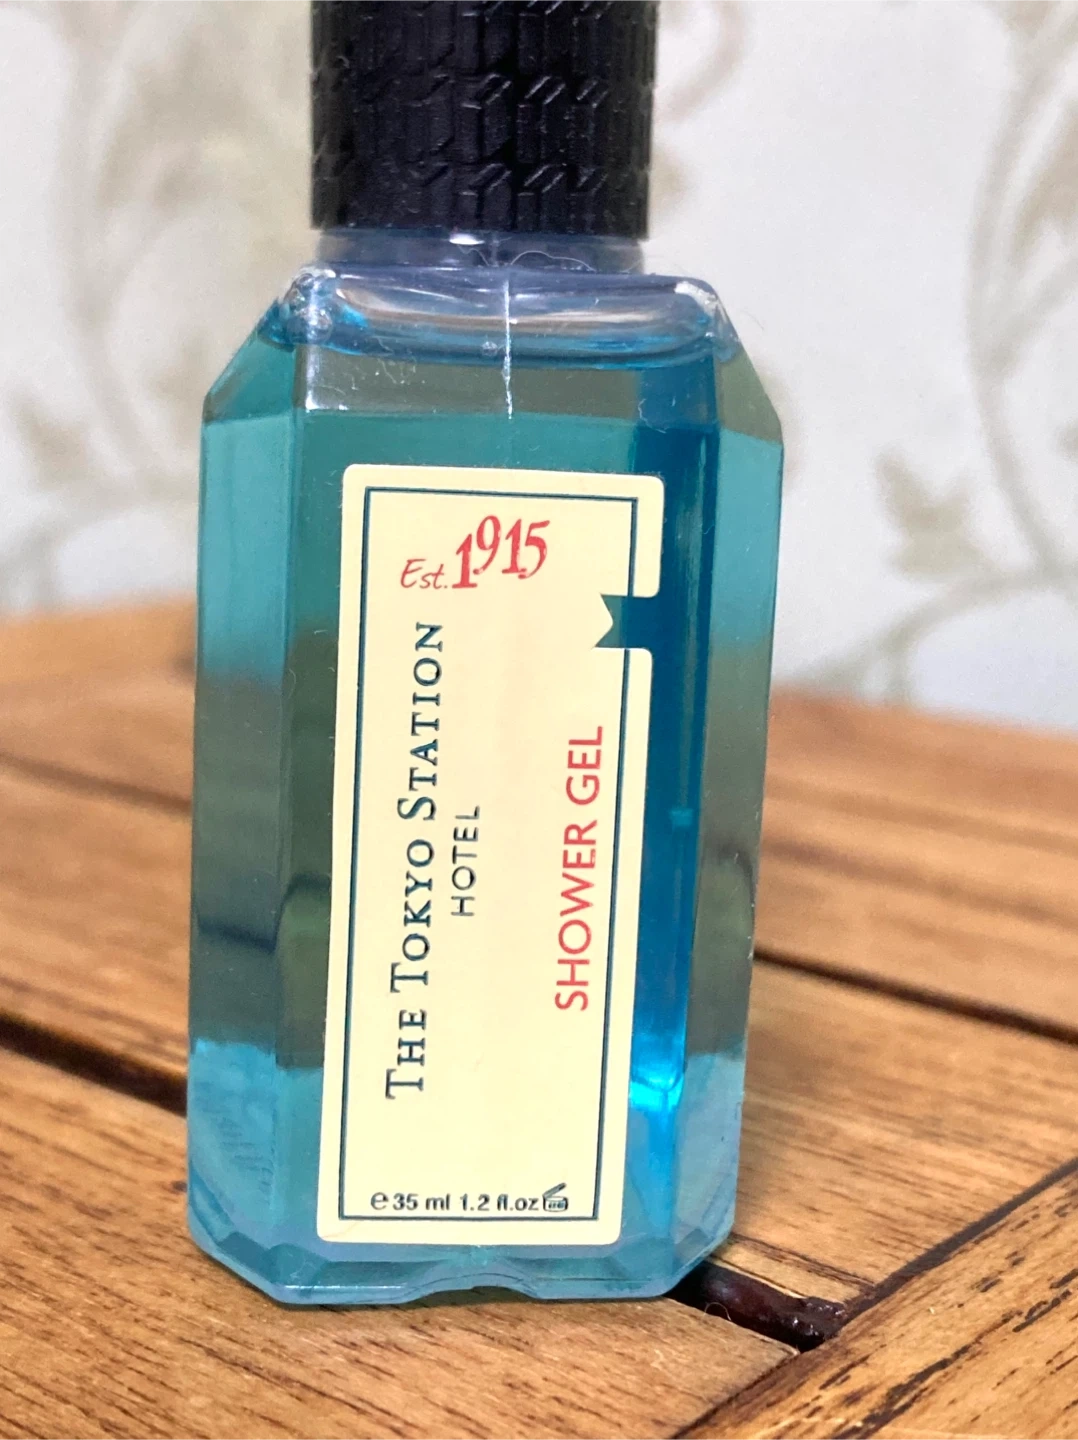 Est. 1915
THE TOKYO STATION
HOTEL
SHOWER GEL
℮ 35 ml 1.2 fl.oz